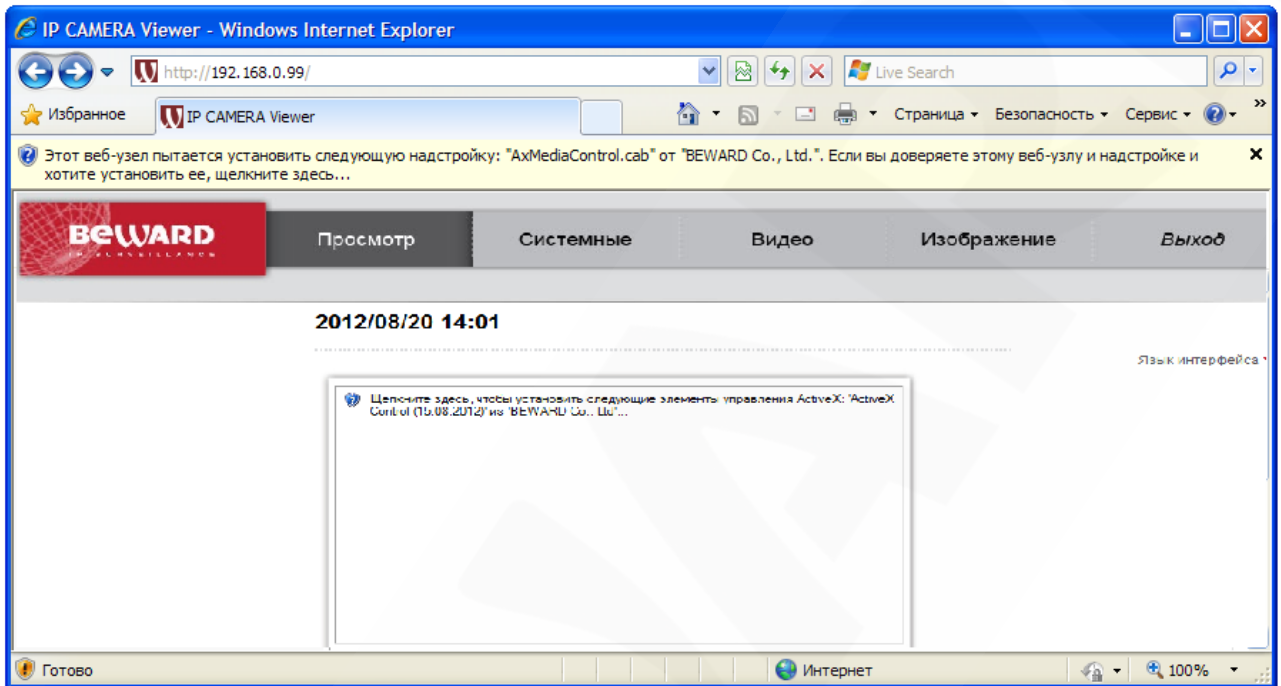 IP CAMERA Viewer - Windows Internet Explorer
http://192.168.0.99/
Live Search
Избранное
IP CAMERA Viewer
Страница
Безопасность
Сервис
»
Этот веб-узел пытается установить следующую надстройку: "AxMediaControl.cab" от "BEWARD Co., Ltd.". Если вы доверяете этому веб-узлу и надстройке и
хотите установить ее, щелкните здесь...
BEWARD
IP SURVEILLANCE
Просмотр
Системные
Видео
Изображение
Выход
2012/08/20 14:01
Язык интерфейса
Щелкните здесь, чтобы установить следующие элементы управления ActiveX: "ActiveX
Control (15.08.2012)" из "BEWARD Co., Ltd"...
Готово
Интернет
100%